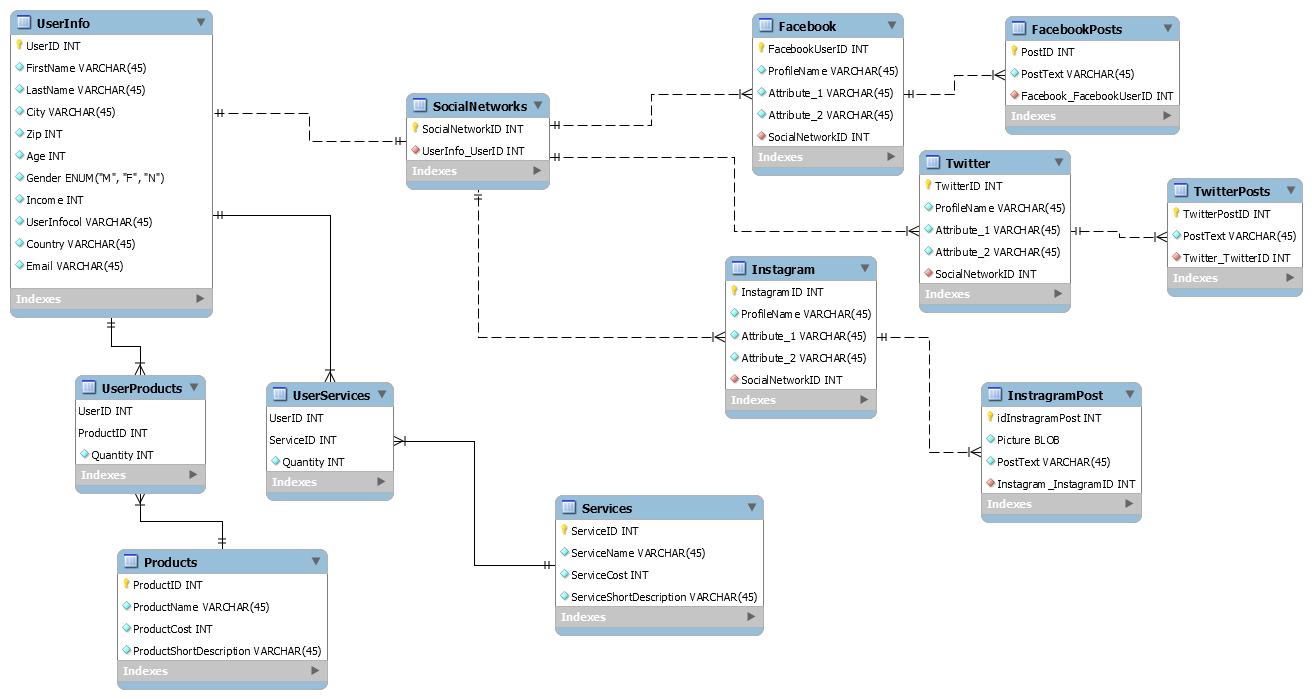 UserInfo
UserID INT
FirstName VARCHAR(45)
LastName VARCHAR(45)
City VARCHAR(45)
Zip INT
Age INT
Gender ENUM("M", "F", "N")
Income INT
UserInfocol VARCHAR(45)
Country VARCHAR(45)
Email VARCHAR(45)
Indexes
SocialNetworks
SocialNetworkID INT
UserInfo_UserID INT
Indexes
Facebook
FacebookUserID INT
ProfileName VARCHAR(45)
Attribute_1 VARCHAR(45)
Attribute_2 VARCHAR(45)
SocialNetworkID INT
Indexes
FacebookPosts
PostID INT
PostText VARCHAR(45)
Facebook_FacebookUserID INT
Indexes
Twitter
TwitterID INT
ProfileName VARCHAR(45)
Attribute_1 VARCHAR(45)
Attribute_2 VARCHAR(45)
SocialNetworkID INT
Indexes
TwitterPosts
TwitterPostID INT
PostText VARCHAR(45)
Twitter_TwitterID INT
Indexes
Instagram
InstagramID INT
ProfileName VARCHAR(45)
Attribute_1 VARCHAR(45)
Attribute_2 VARCHAR(45)
SocialNetworkID INT
Indexes
InstragramPost
idInstragramPost INT
Picture BLOB
PostText VARCHAR(45)
Instagram_InstagramID INT
Indexes
UserProducts
UserID INT
ProductID INT
Quantity INT
Indexes
UserServices
UserID INT
ServiceID INT
Quantity INT
Indexes
Services
ServiceID INT
ServiceName VARCHAR(45)
ServiceCost INT
ServiceShortDescription VARCHAR(45)
Indexes
Products
ProductID INT
ProductName VARCHAR(45)
ProductCost INT
ProductShortDescription VARCHAR(45)
Indexes